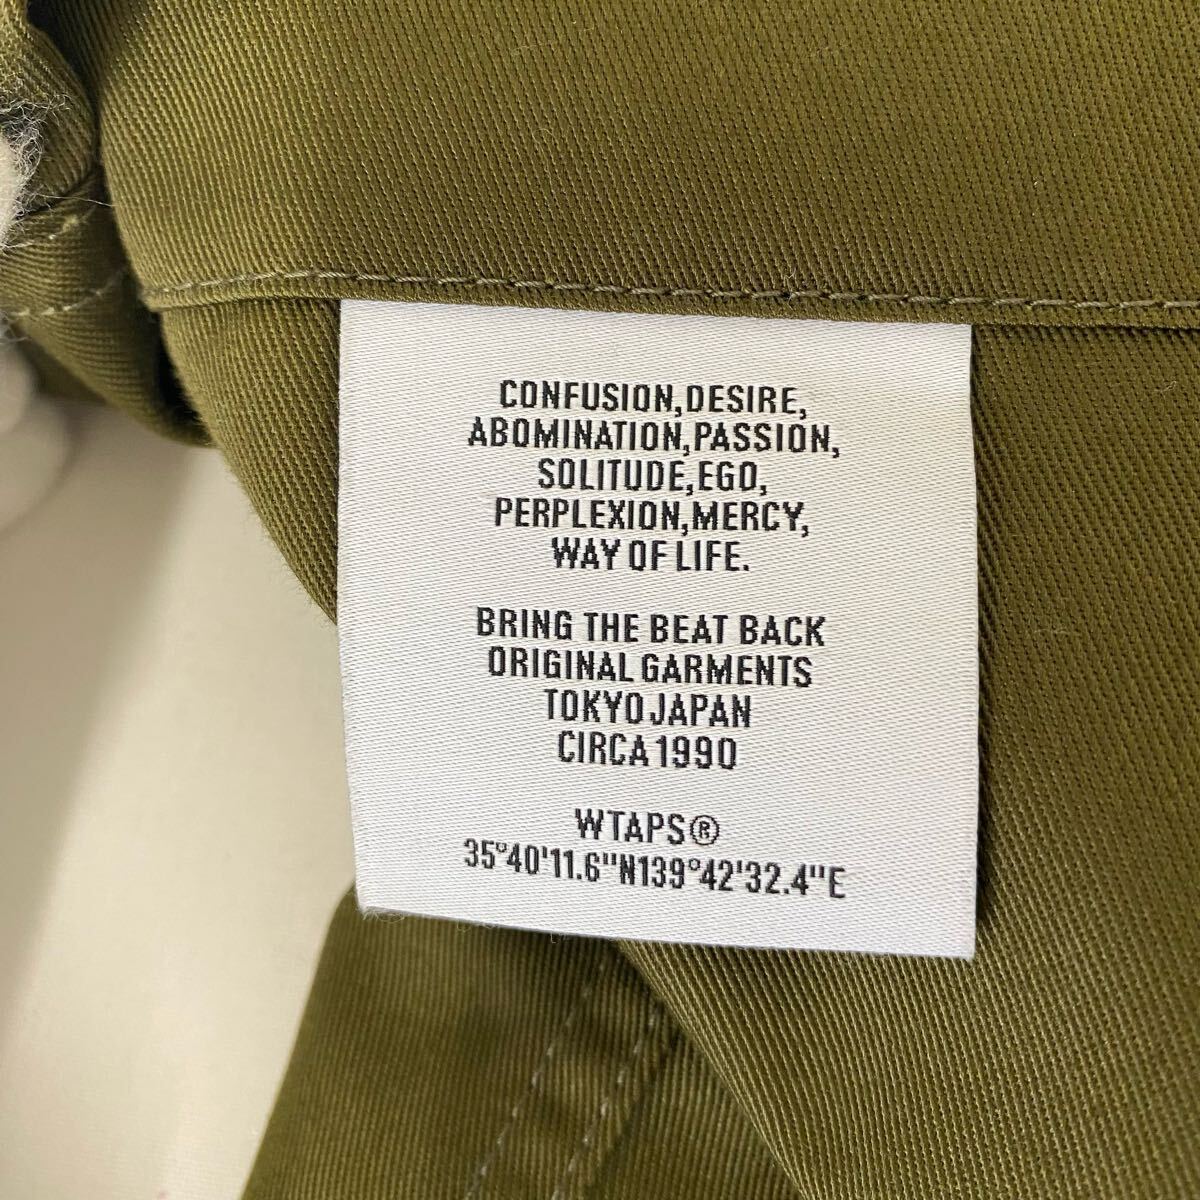 CONFUSION,DESIRE,
ABOMINATION,PASSION,
SOLITUDE,EGO,
PERPLEXION,MERCY,
WAY OF LIFE.
BRING THE BEAT BACK
ORIGINAL GARMENTS
TOKYO JAPAN
CIRCA 1990
WTAPS®
35°40'11.6"N139°42'32.4"E